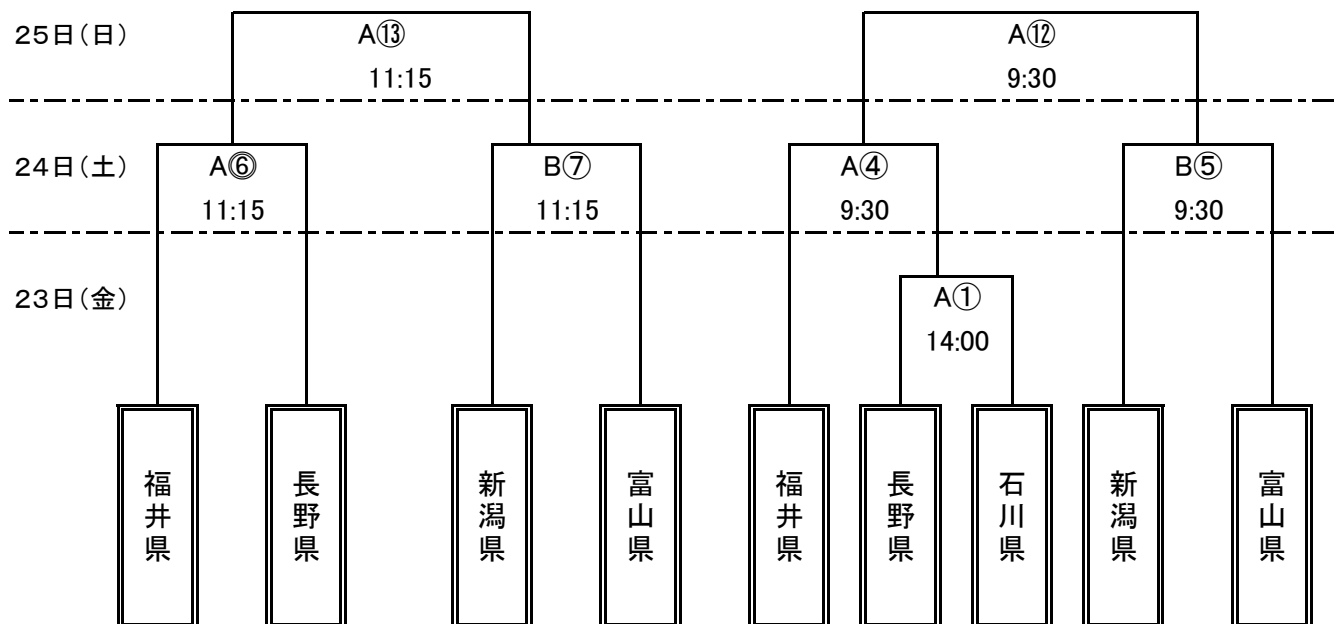 25日(日)
A⑬
11:15
A⑫
9:30
24日(土)
A⑥
11:15
B⑦
11:15
A④
9:30
B⑤
9:30
23日(金)
A①
14:00
福井県
長野県
新潟県
富山県
福井県
長野県
石川県
新潟県
富山県